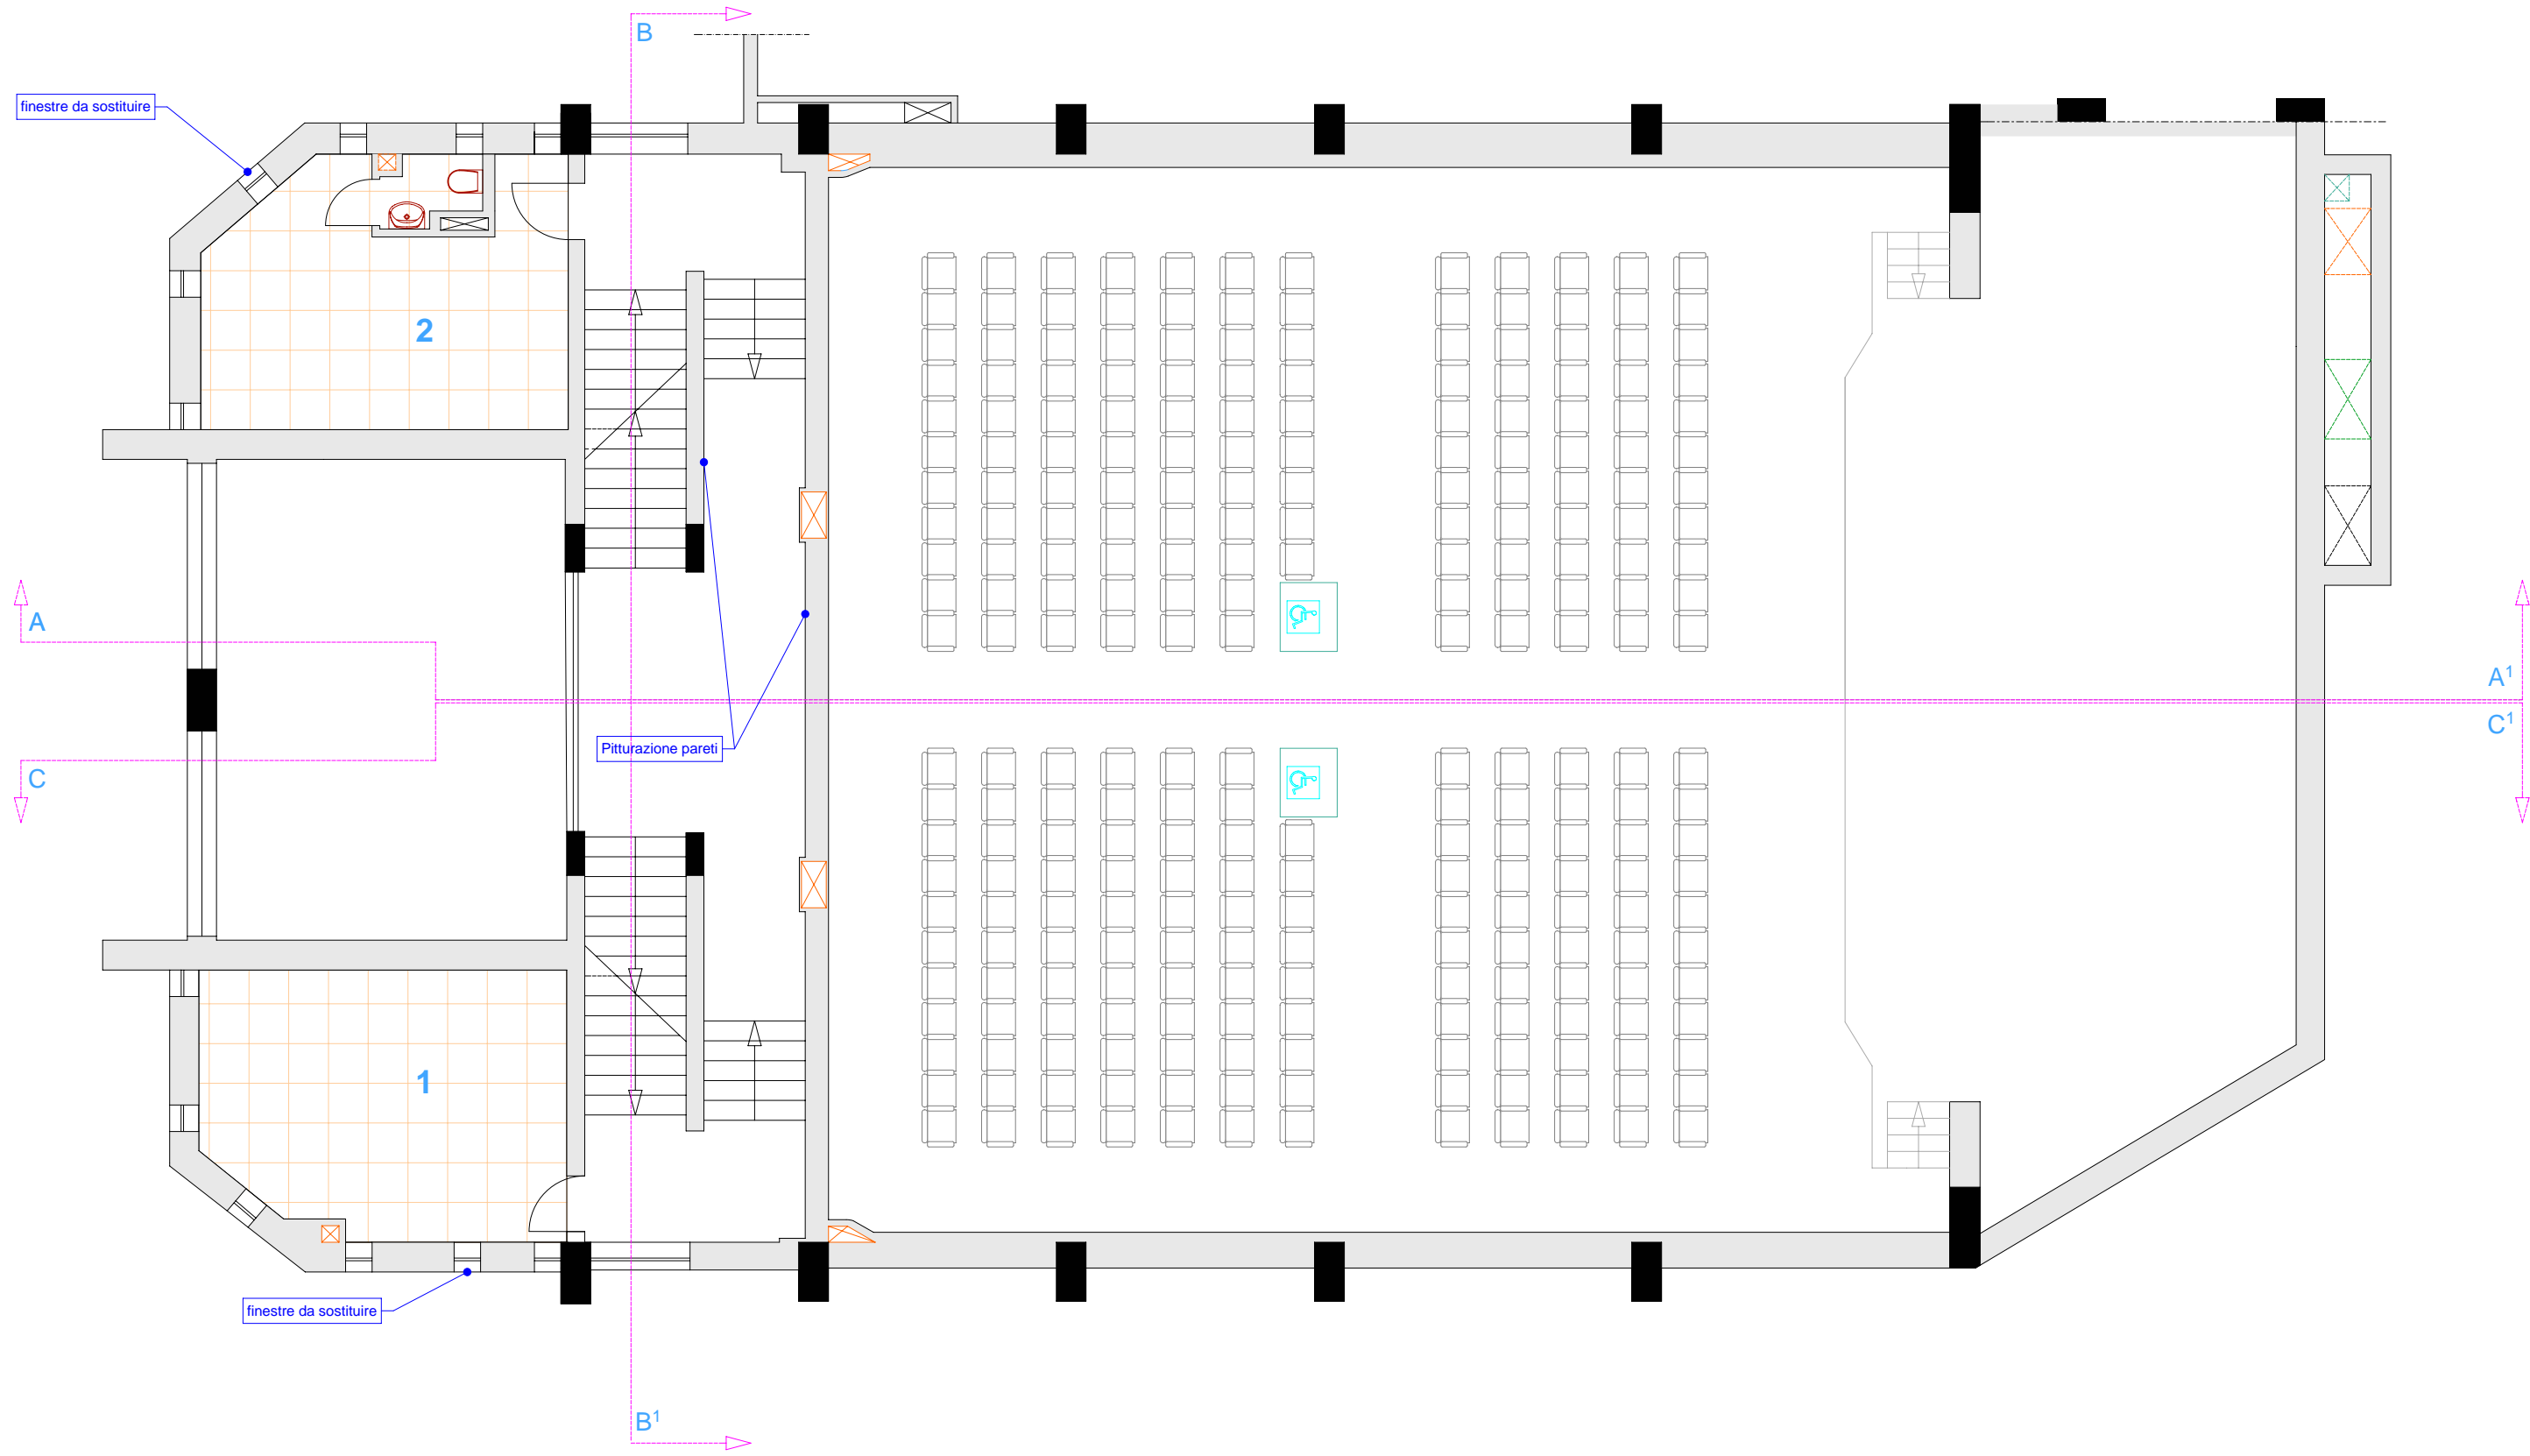 B
finestre da sostituire
2
A
A¹
C¹
Pitturazione pareti
C
1
finestre da sostituire
B¹